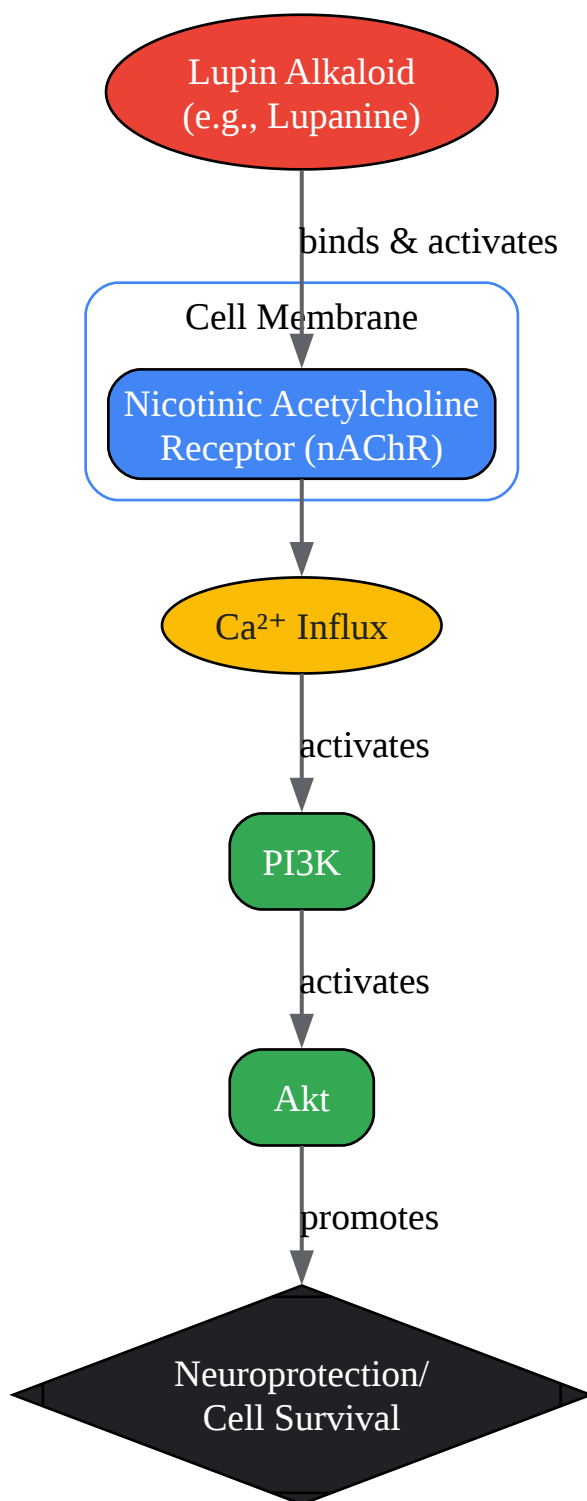 Lupin Alkaloid
(e.g., Lupanine)
binds & activates
Cell Membrane
Nicotinic Acetylcholine
Receptor (nAChR)
Ca²⁺ Influx
activates
PI3K
activates
Akt
promotes
Neuroprotection/
Cell Survival